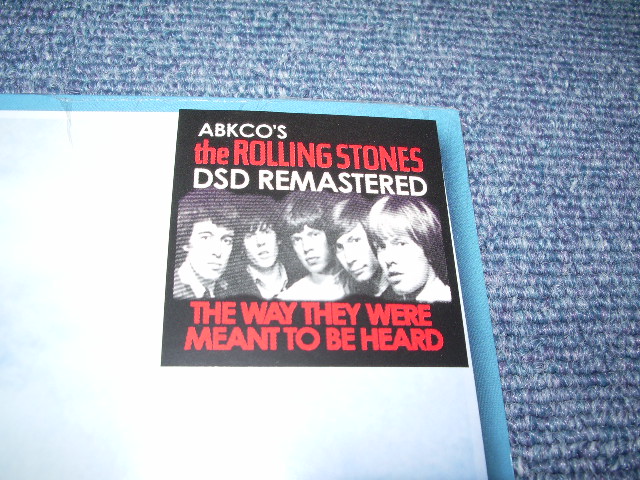 ABKCO'S
the ROLLING STONES
DSD REMASTERED
THE WAY THEY WERE
MEANT TO BE HEARD